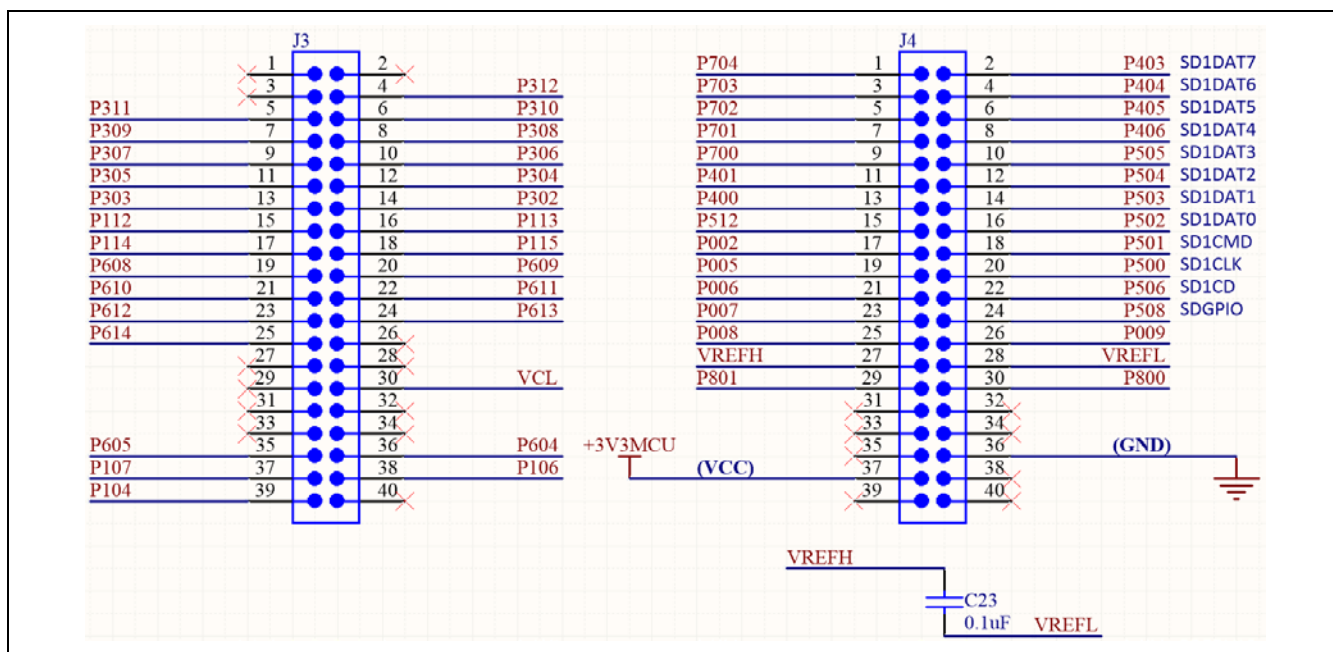 J3 J4
1 2 P704 1 2 P403 SD1DAT7
3 4 P312 P703 3 4 P404 SD1DAT6
P311 5 6 P310 P702 5 6 P405 SD1DAT5
P309 7 8 P308 P701 7 8 P406 SD1DAT4
P307 9 10 P306 P700 9 10 P505 SD1DAT3
P305 11 12 P304 P401 11 12 P504 SD1DAT2
P303 13 14 P302 P400 13 14 P503 SD1DAT1
P112 15 16 P113 P512 15 16 P502 SD1DAT0
P114 17 18 P115 P002 17 18 P501 SD1CMD
P608 19 20 P609 P005 19 20 P500 SD1CLK
P610 21 22 P611 P006 21 22 P506 SD1CD
P612 23 24 P613 P007 23 24 P508 SDGPIO
P614 25 26 P008 25 26 P009
27 28 VREFH 27 28 VREFL
29 30 VCL P801 29 30 P800
31 32 31 32
33 34 33 34
P605 35 36 P604 +3V3MCU 35 36 (GND)
P107 37 38 P106 (VCC) 37 38
P104 39 40 39 40
VREFH
C23
0.1uF VREFL